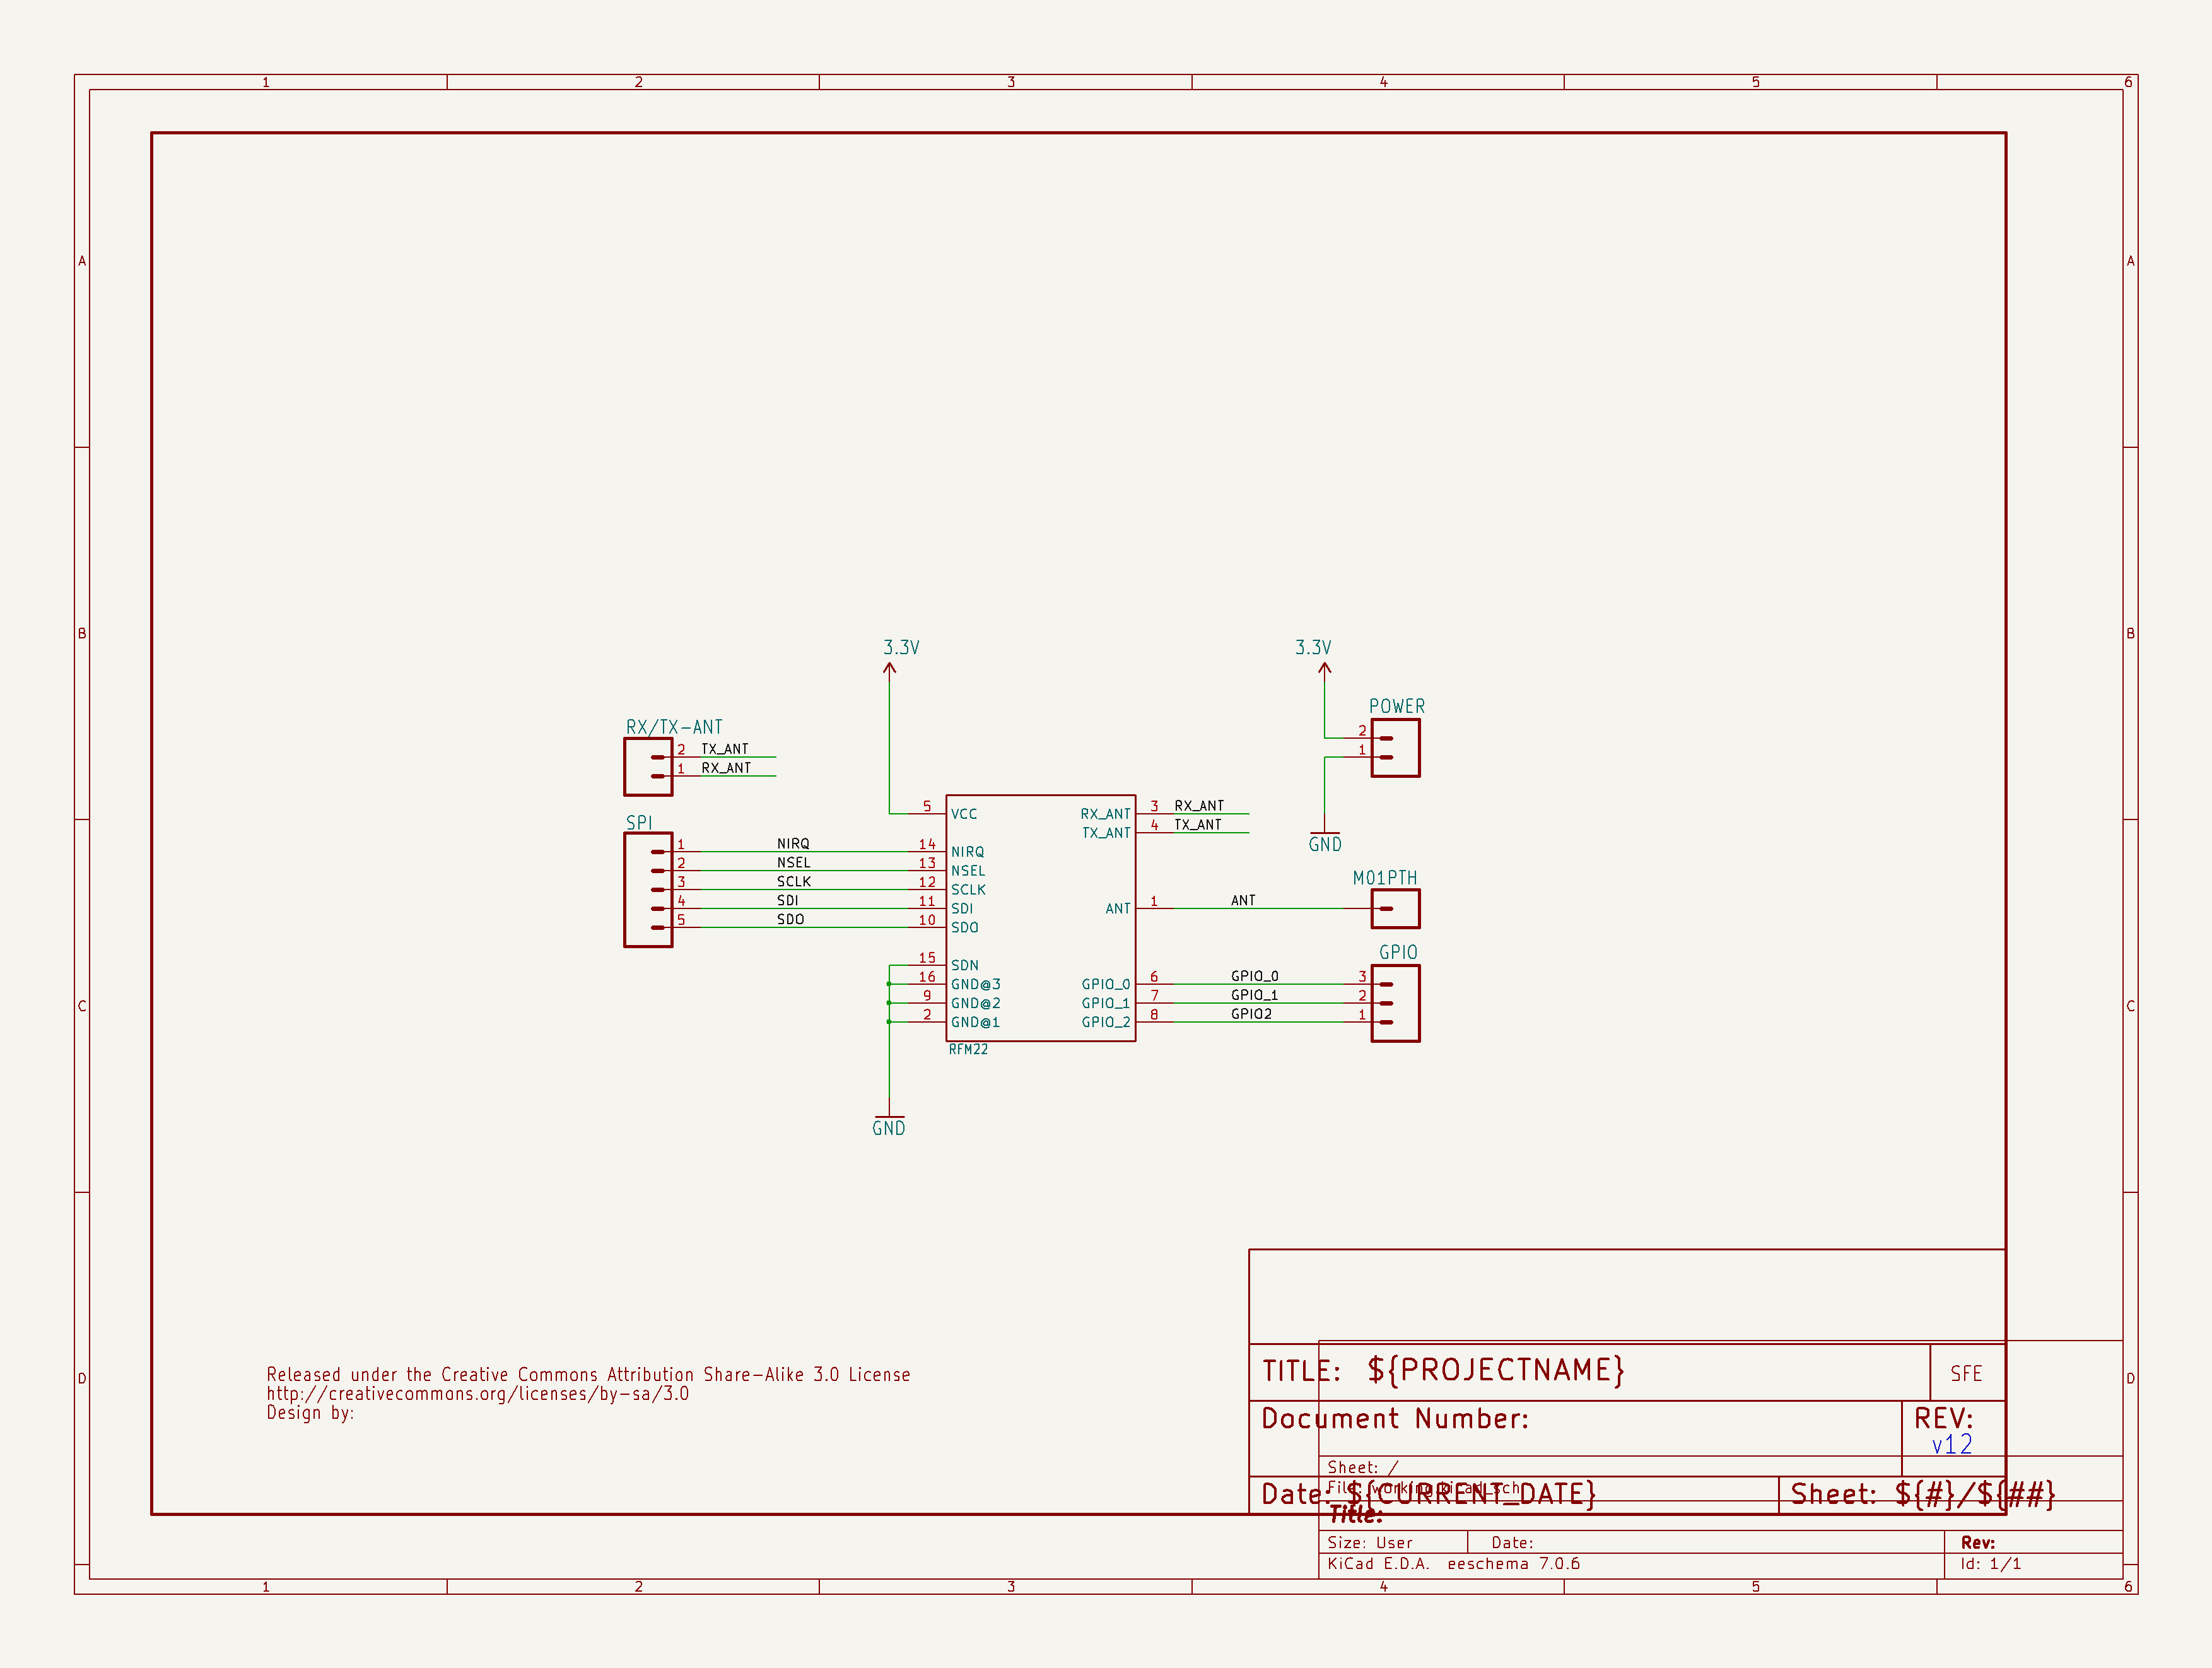 1 2 3 4 5 6
A A
B B
3.3V 3.3V
POWER
2
1
GND
RX/TX-ANT
2 TX_ANT
1 RX_ANT
SPI
1 NIRQ 14 NIRQ
2 NSEL 13 NSEL
3 SCLK 12 SCLK
4 SDI 11 SDI
5 SDO 10 SDO
5 VCC
RX_ANT 3 RX_ANT
TX_ANT 4 TX_ANT
M01PTH
ANT 1 ANT
15 SDN
16 GND@3
9 GND@2
2 GND@1
GPIO
GPIO_0 6 GPIO_0 3
GPIO_1 7 GPIO_1 2
GPIO_2 8 GPIO2 1
RFM22
GND
C C
D D
Released under the Creative Commons Attribution Share-Alike 3.0 License
http://creativecommons.org/licenses/by-sa/3.0
Design by:
TITLE: ${PROJECTNAME} SFE
Document Number: REV:
v12
Date: ${CURRENT_DATE} Sheet: ${#}/${##}
Sheet: /
File: working.kicad_sch
Title:
Size: User Date: Rev:
KiCad E.D.A. eeschema 7.0.6 Id: 1/1
1 2 3 4 5 6